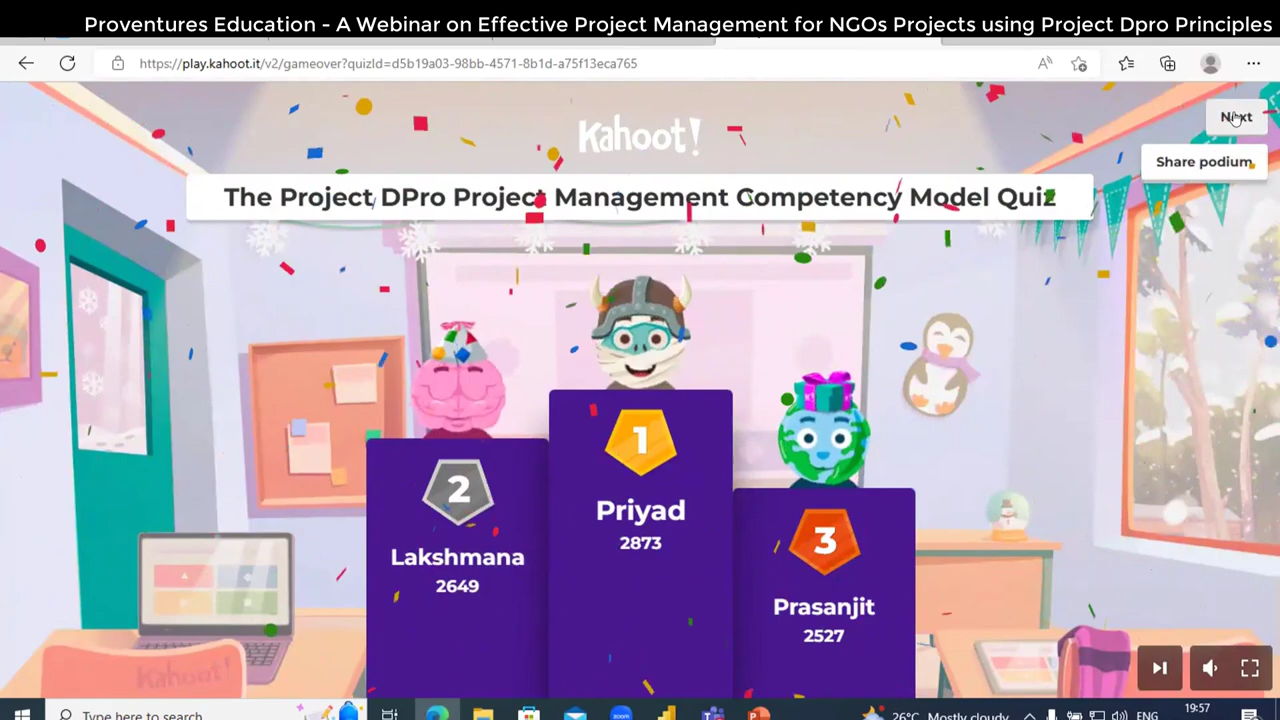 Proventures Education - A Webinar on Effective Project Management for NGOs Projects using Project Dpro Principles
https://play.kahoot.it/v2/gameover?quizId=d5b19a03-98bb-4571-8b1d-a75f13eca765
Kahoot!
Next
Share podium
The Project DPro Project Management Competency Model Quiz
1
Priyad
2873
2
Lakshmana
2649
3
Prasanjit
2527
Kahoot!
Type here to search
zoom
26°C Mostly cloudy
ENG
19:57